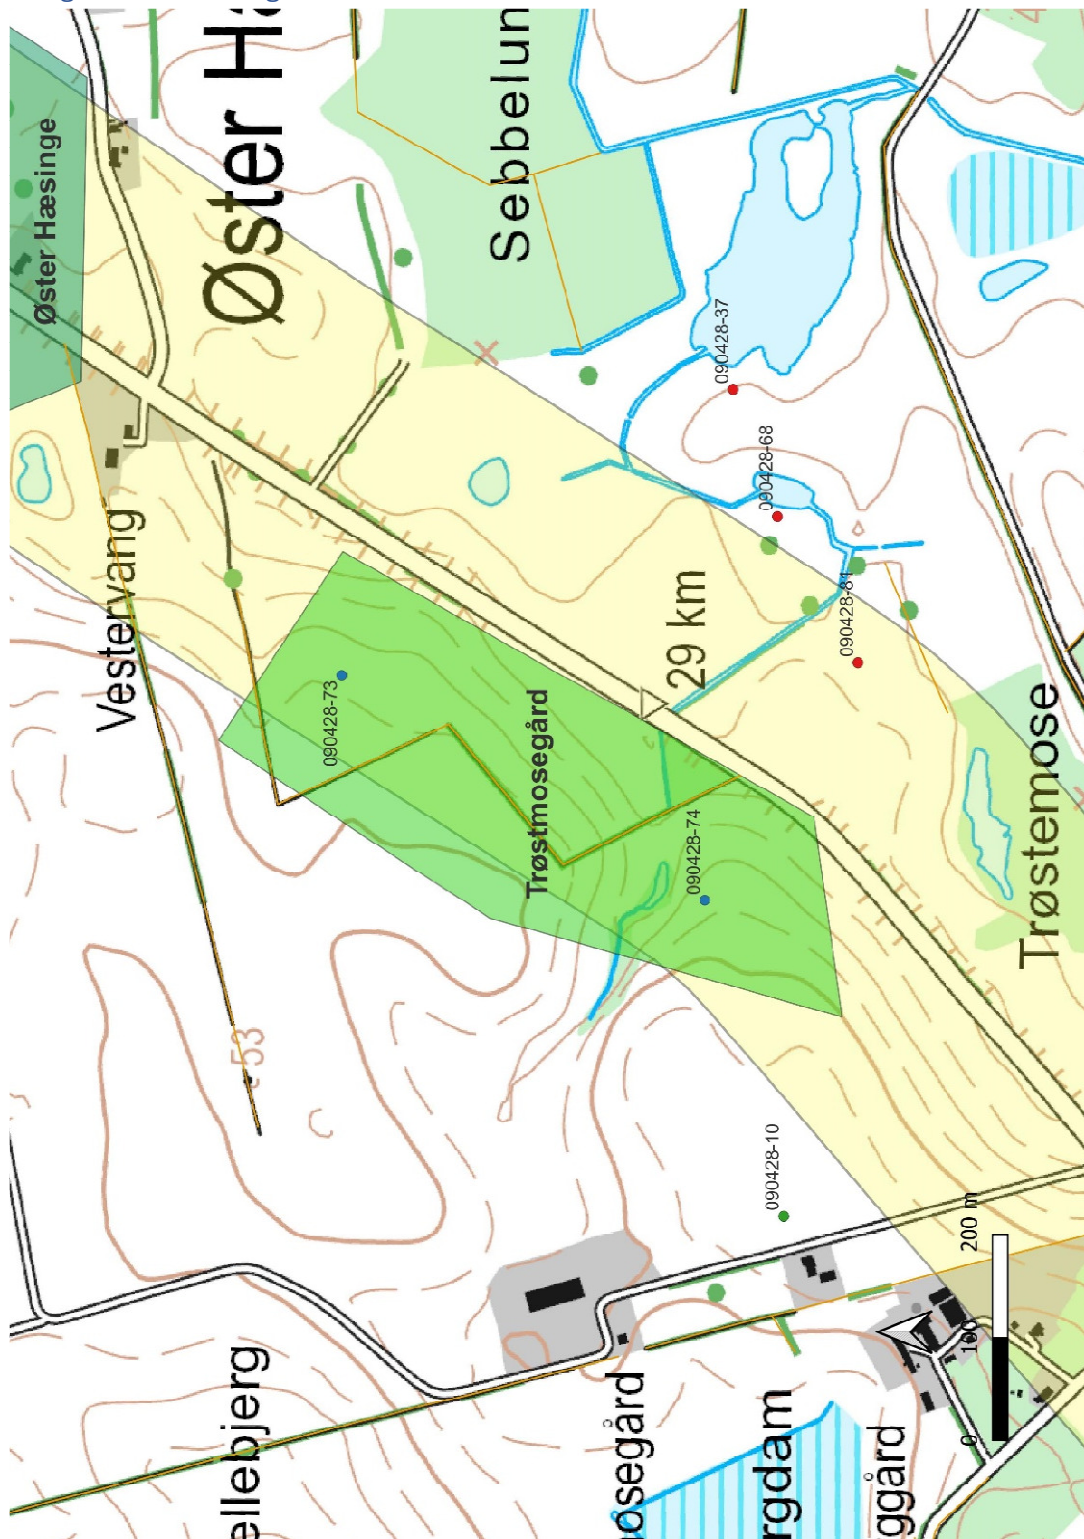 Øster Hæsinge
Øster Ha
Sebbelun
Vestervang
090428-37
090428-68
090428-81
29 km
090428-73
Trøstmosegård
090428-74
Trøstemose
53
090428-10
0 100 200 m
ellebjerg
osegård
rgdam
ggård